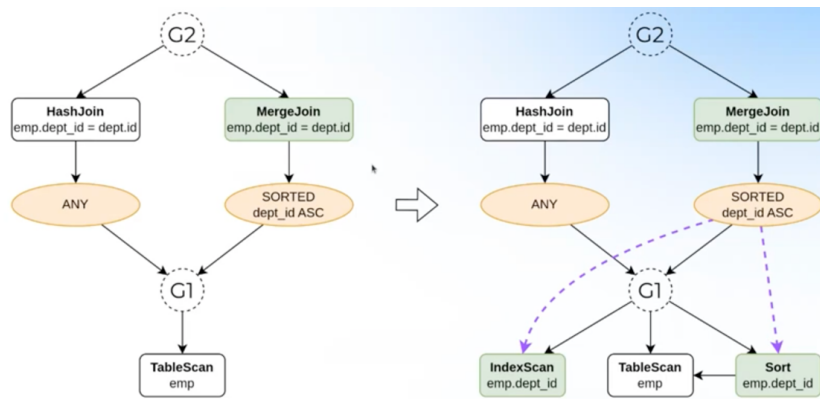 G2
HashJoin
emp.dept_id = dept.id
MergeJoin
emp.dept_id = dept.id
ANY
SORTED
dept_id ASC
G1
TableScan
emp
G2
HashJoin
emp.dept_id = dept.id
MergeJoin
emp.dept_id = dept.id
ANY
SORTED
dept_id ASC
G1
IndexScan
emp.dept_id
TableScan
emp
Sort
emp.dept_id